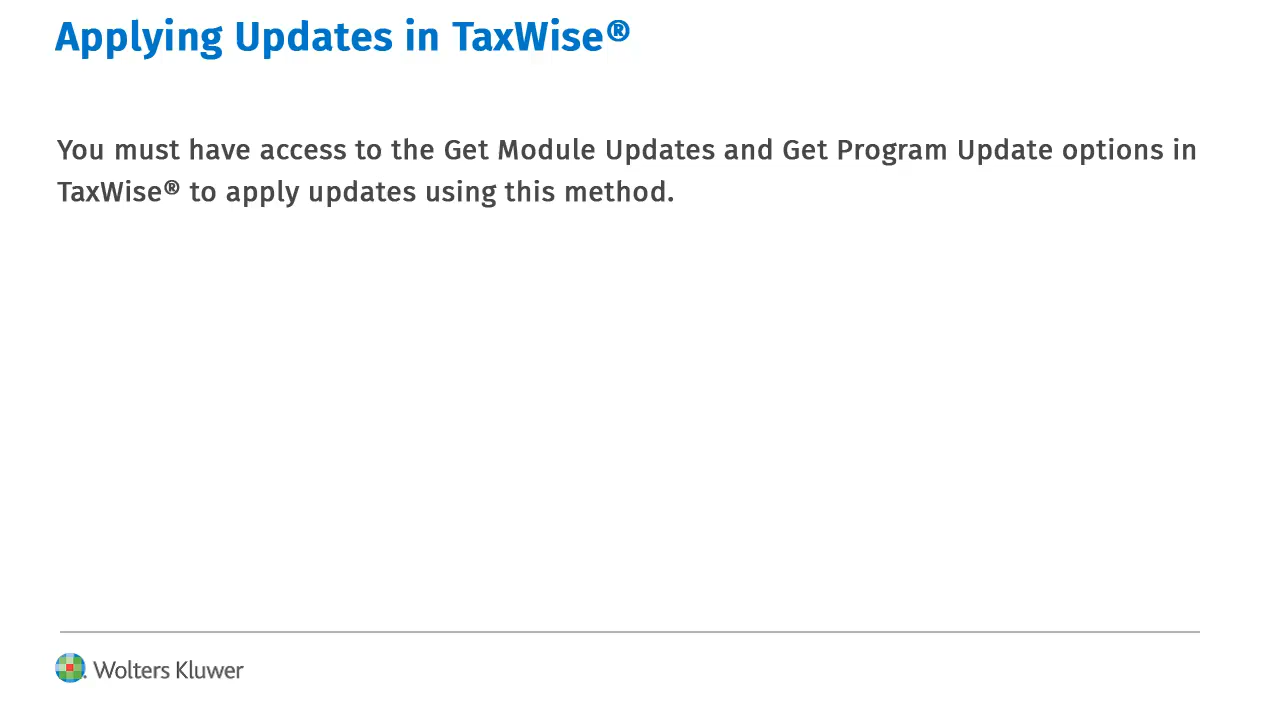 Applying Updates in TaxWise®
You must have access to the Get Module Updates and Get Program Update options in
TaxWise® to apply updates using this method.
Wolters Kluwer